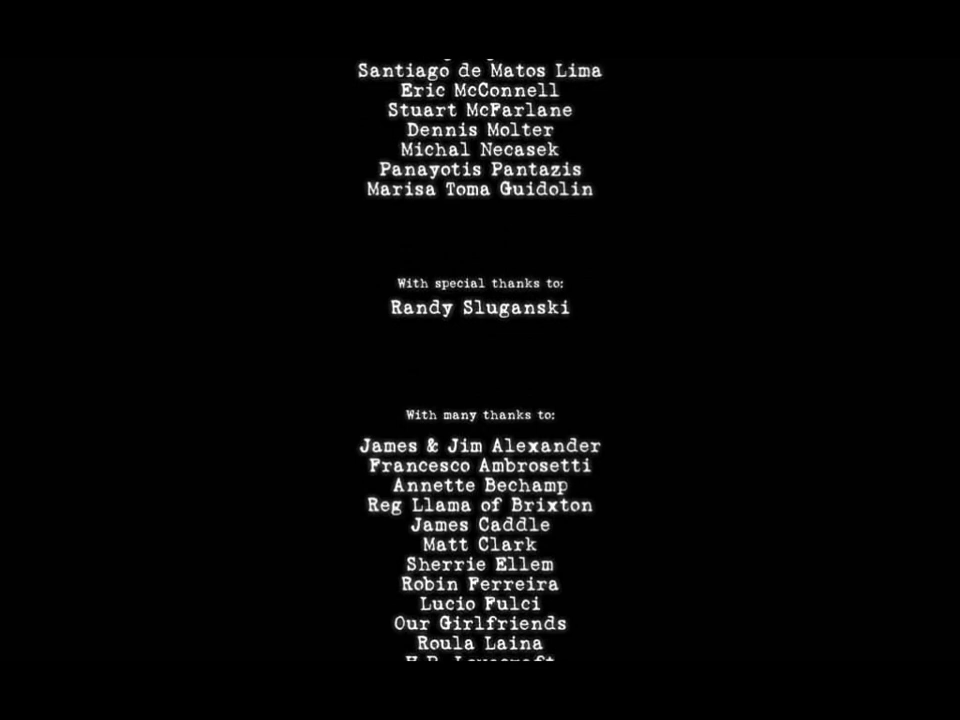 Santiago de Matos Lima
Eric McConnell
Stuart McFarlane
Dennis Molter
Michal Necasek
Panayotis Pantazis
Marisa Toma Guidolin
With special thanks to:
Randy Sluganski
With many thanks to:
James & Jim Alexander
Francesco Ambrosetti
Annette Bechamp
Reg Llama of Brixton
James Caddle
Matt Clark
Sherrie Ellem
Robin Ferreira
Lucio Fulci
Our Girlfriends
Roula Laina